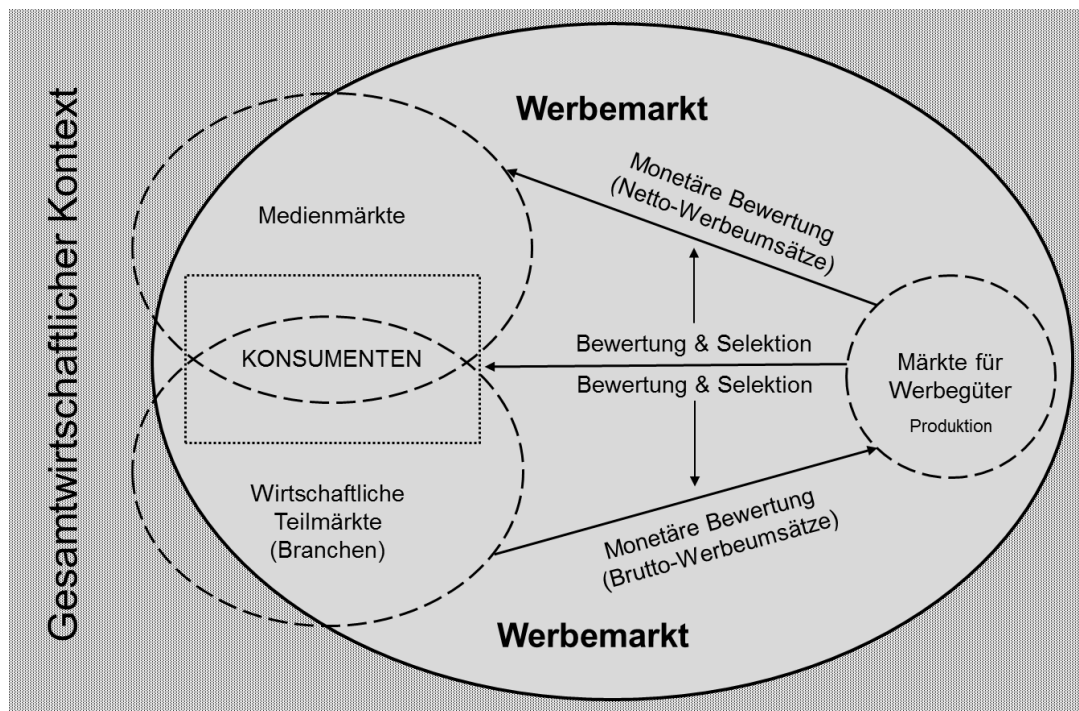 Gesamtwirtschaftlicher Kontext
Werbemarkt
Medienmärkte
Monetäre Bewertung
(Netto-Werbeumsätze)
KONSUMENTEN
Bewertung & Selektion
Bewertung & Selektion
Märkte für
Werbegüter
Produktion
Wirtschaftliche
Teilmärkte
(Branchen)
Monetäre Bewertung
(Brutto-Werbeumsätze)
Werbemarkt